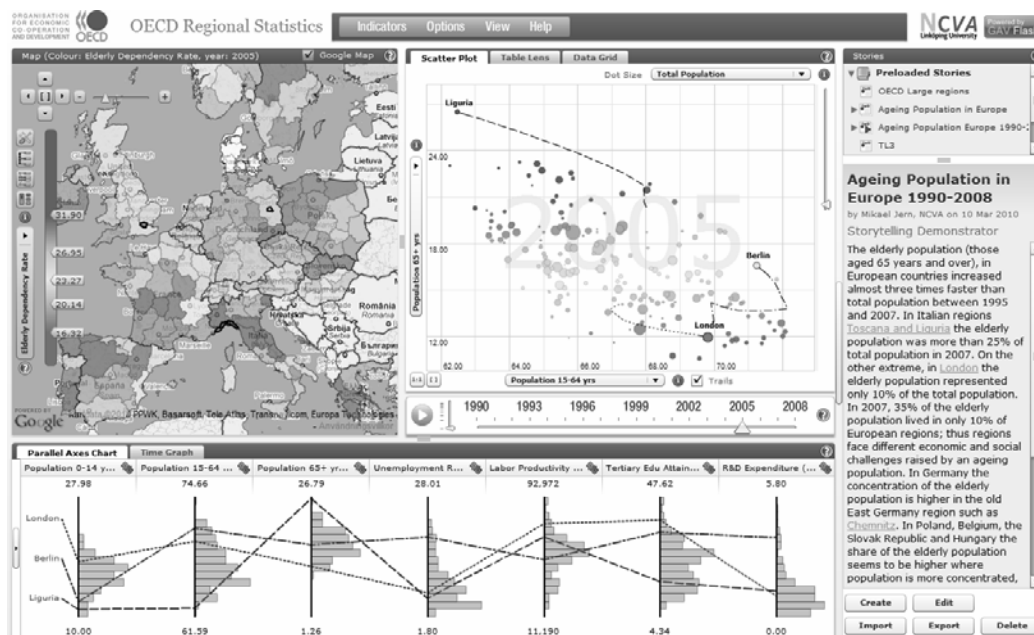 ORGANISATION
FOR ECONOMIC
CO-OPERATION
AND DEVELOPMENT
OECD
OECD Regional Statistics
Indicators Options View Help
NCVA
Linköping University
Powered by
GAV Flas
Map (Colour: Elderly Dependency Rate, year: 2005)
Google Map
31.90
26.95
23.27
20.14
16.32
Elderly Dependency Rate
Eesti
Latvija
Lietuva
Polska
Deutschland
România
Hrvatska
Srbija
España
POWERED BY
Google
Scatter Plot Table Lens Data Grid
Dot Size Total Population
2005
Liguria
Berlin
London
24.00
18.00
12.00
Population 65+ yrs
62.00 64.00 66.00 68.00 70.00
Population 15-64 yrs
Trails
1990 1993 1996 1999 2002 2005 2008
Stories
Preloaded Stories
OECD Large regions
Ageing Population in Europe
Ageing Population Europe 1990-2
TL3
Ageing Population in
Europe 1990-2008
by Mikael Jern, NCVA on 10 Mar 2010
Storytelling Demonstrator
The elderly population (those
aged 65 years and over), in
European countries increased
almost three times faster than
total population between 1995
and 2007. In Italian regions
Toscana and Liguria the elderly
population was more than 25% of
total population in 2007. On the
other extreme, in London the
elderly population represented
only 10% of the total population.
In 2007, 35% of the elderly
population lived in only 10% of
European regions; thus regions
face different economic and social
challenges raised by an ageing
population. In Germany the
concentration of the elderly
population is higher in the old
East Germany region such as
Chemnitz. In Poland, Belgium, the
Slovak Republic and Hungary the
share of the elderly population
seems to be higher where
population is more concentrated,
Create Edit
Import Export Delete
Parallel Axes Chart Time Graph
Population 0-14 y... Population 15-64 ... Population 65+ yr... Unemployment R... Labor Productivity ... Tertiary Edu Attain... R&D Expenditure (...
27.98 74.66 26.79 28.01 92,972 47.62 5.80
London
Berlin
Liguria
10.00 61.59 1.26 1.80 11,190 4.34 0.00